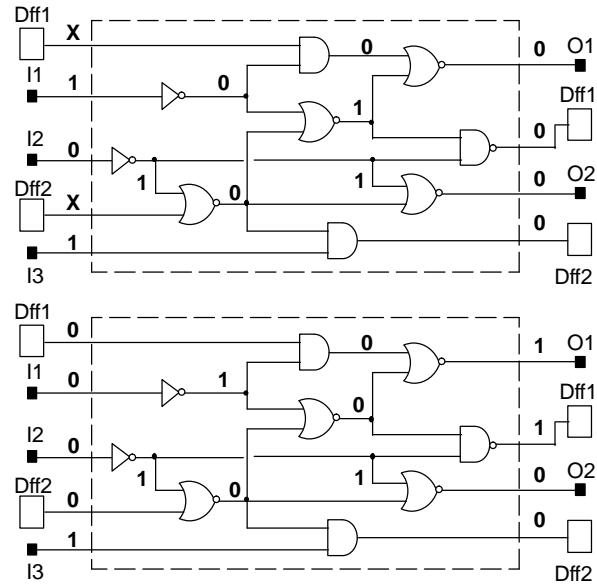 Dff1 X 0 0 O1
I1 1 0 Dff1
1 0
I2 0
1 1 0 O2
Dff2 X 0
0
I3 1 Dff2
Dff1 0 0 1 O1
I1 0 1 Dff1
0 1
I2 0
1 1 0 O2
Dff2 0 0
0
I3 1 Dff2